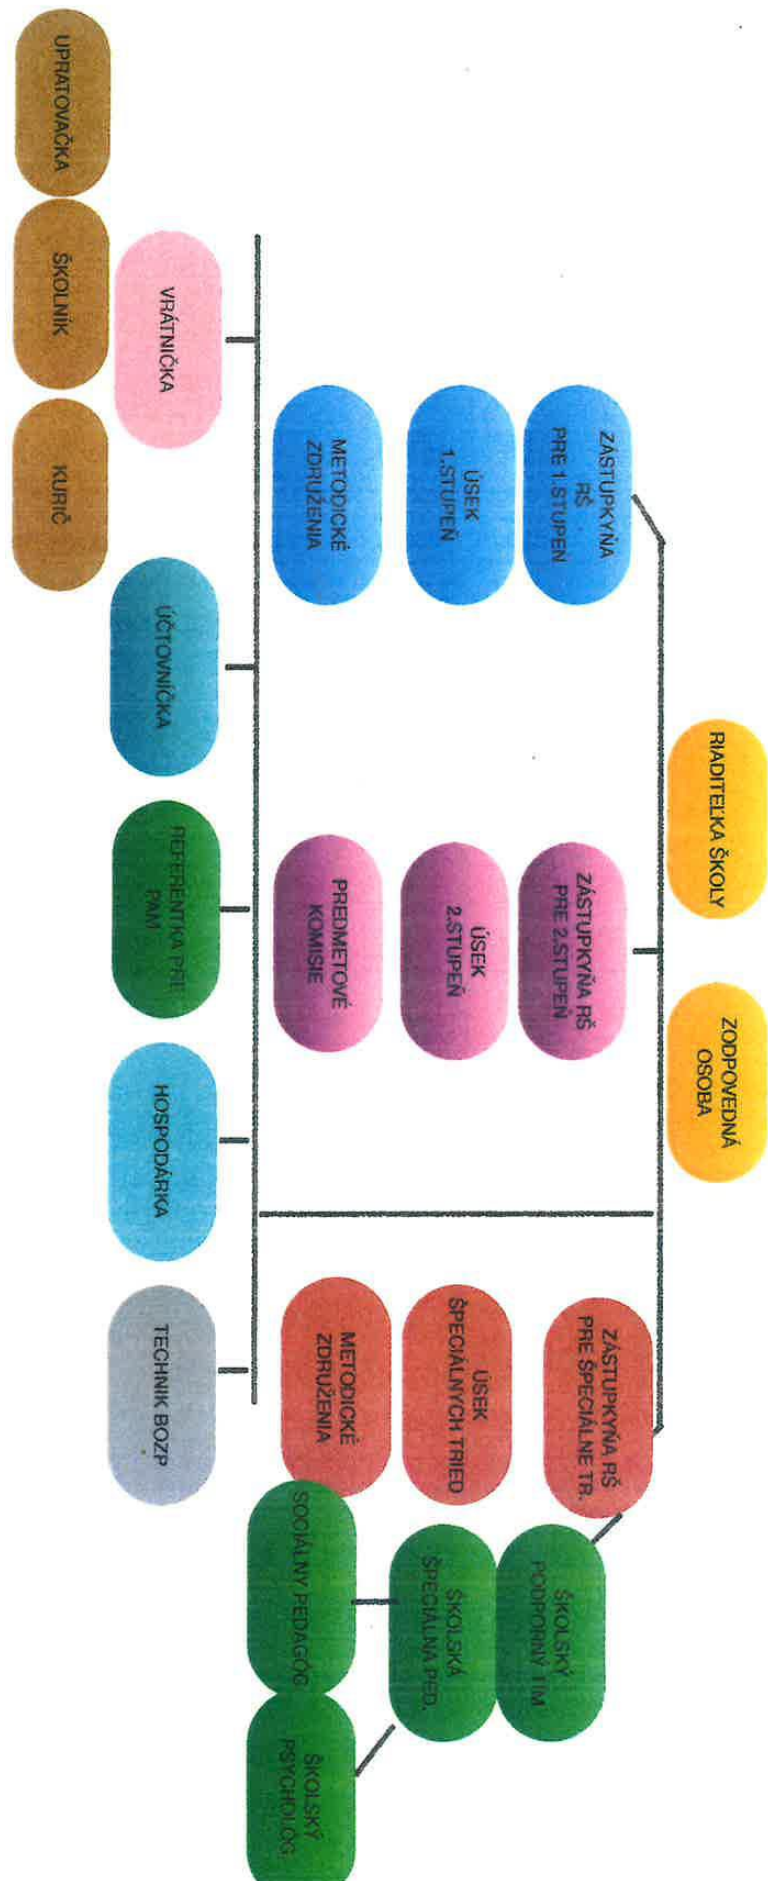 RIADITEĽKA ŠKOLY
ZODPOVEDNÁ
OSOBA
ZÁSTUPKYŇA
RŠ
PRE 1.STUPEŇ
ÚSEK
1.STUPEŇ
METODICKÉ
ZDRUŽENIA
ZÁSTUPKYŇA RŠ
PRE 2.STUPEŇ
ÚSEK
2.STUPEŇ
PREDMETOVÉ
KOMISIE
ZÁSTUPKYŇA RŠ
PRE ŠPECIÁLNE TR.
ÚSEK
ŠPECIÁLNYCH TRIED
METODICKÉ
ZDRUŽENIA
ŠKOLSKÝ
PODPORNÝ TÍM
ŠKOLSKÁ
ŠPECIÁLNA PED.
SOCIÁLNY PEDAGÓG
ŠKOLSKÝ
PSYCHOLÓG
VRÁTNIČKA
ÚČTOVNÍČKA
REFERENTKA PRE
PAM
HOSPODÁRKA
TECHNIK BOZP
UPRATOVAČKA
ŠKOLNÍK
KURIČ